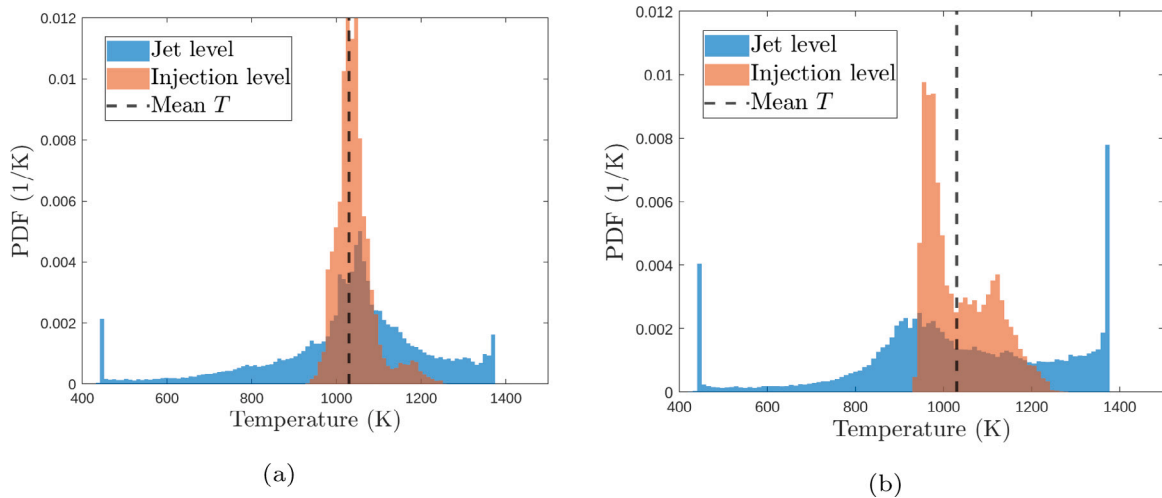 0.012
0.01
0.008
0.006
0.004
0.002
0
PDF (1/K)
Jet level
Injection level
Mean T
400 600 800 1000 1200 1400
Temperature (K)
(a)
0.012
0.01
0.008
0.006
0.004
0.002
0
PDF (1/K)
Jet level
Injection level
Mean T
400 600 800 1000 1200 1400
Temperature (K)
(b)